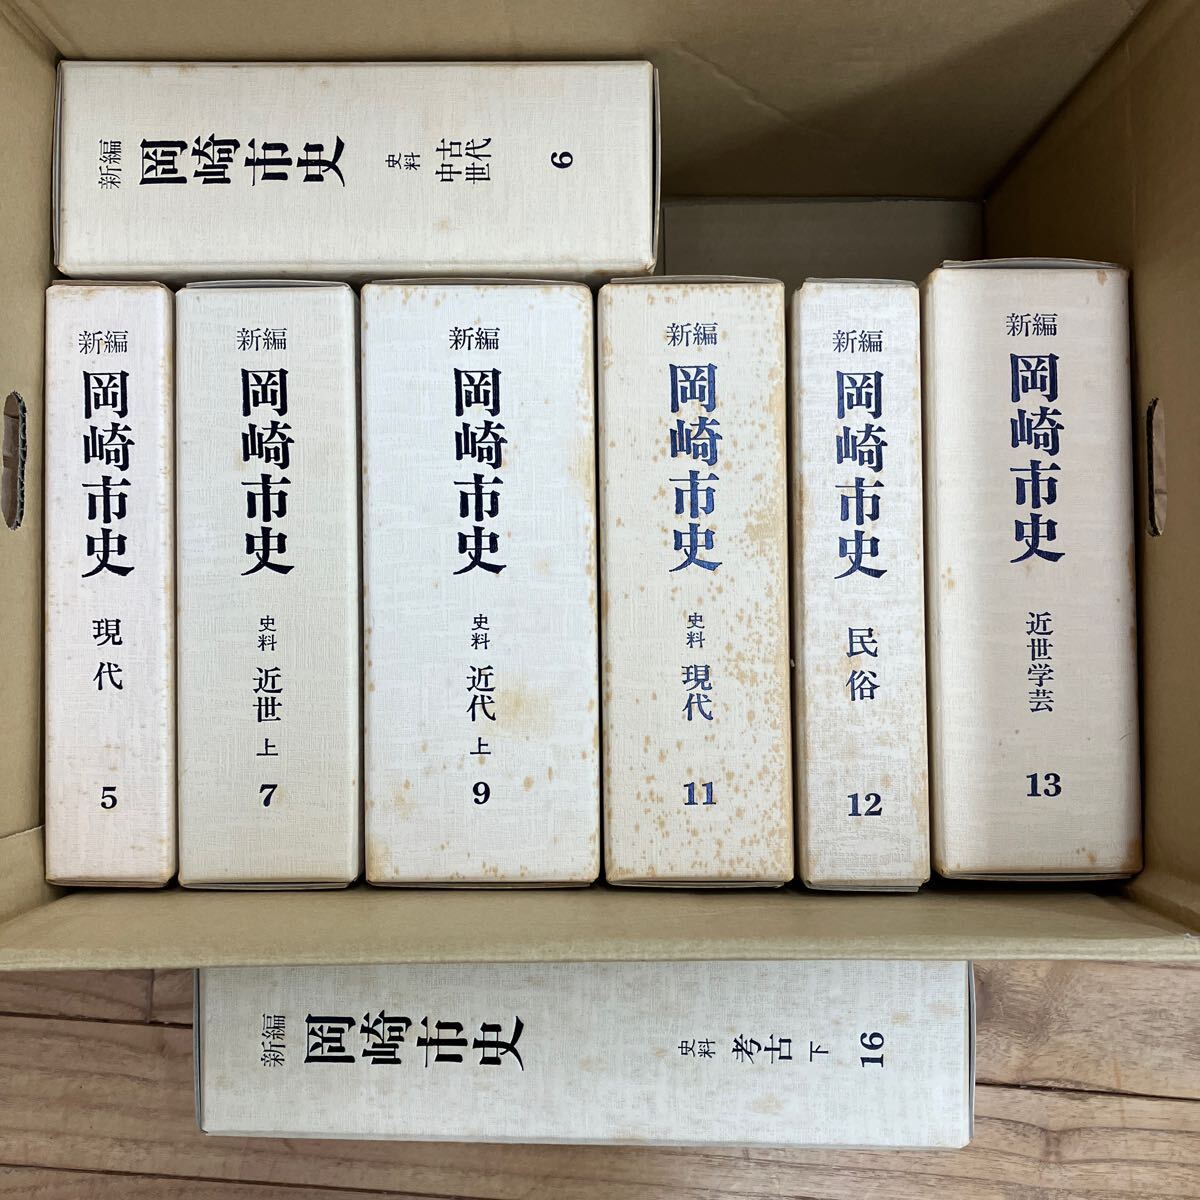 新編 岡崎市史 史料 古代 中世 6
新編 岡崎市史 現代 5
新編 岡崎市史 史料 近世 上 7
新編 岡崎市史 史料 近代 上 9
新編 岡崎市史 史料 現代 11
新編 岡崎市史 民俗 12
新編 岡崎市史 近世学芸 13
新編 岡崎市史 史料 考古 下 16